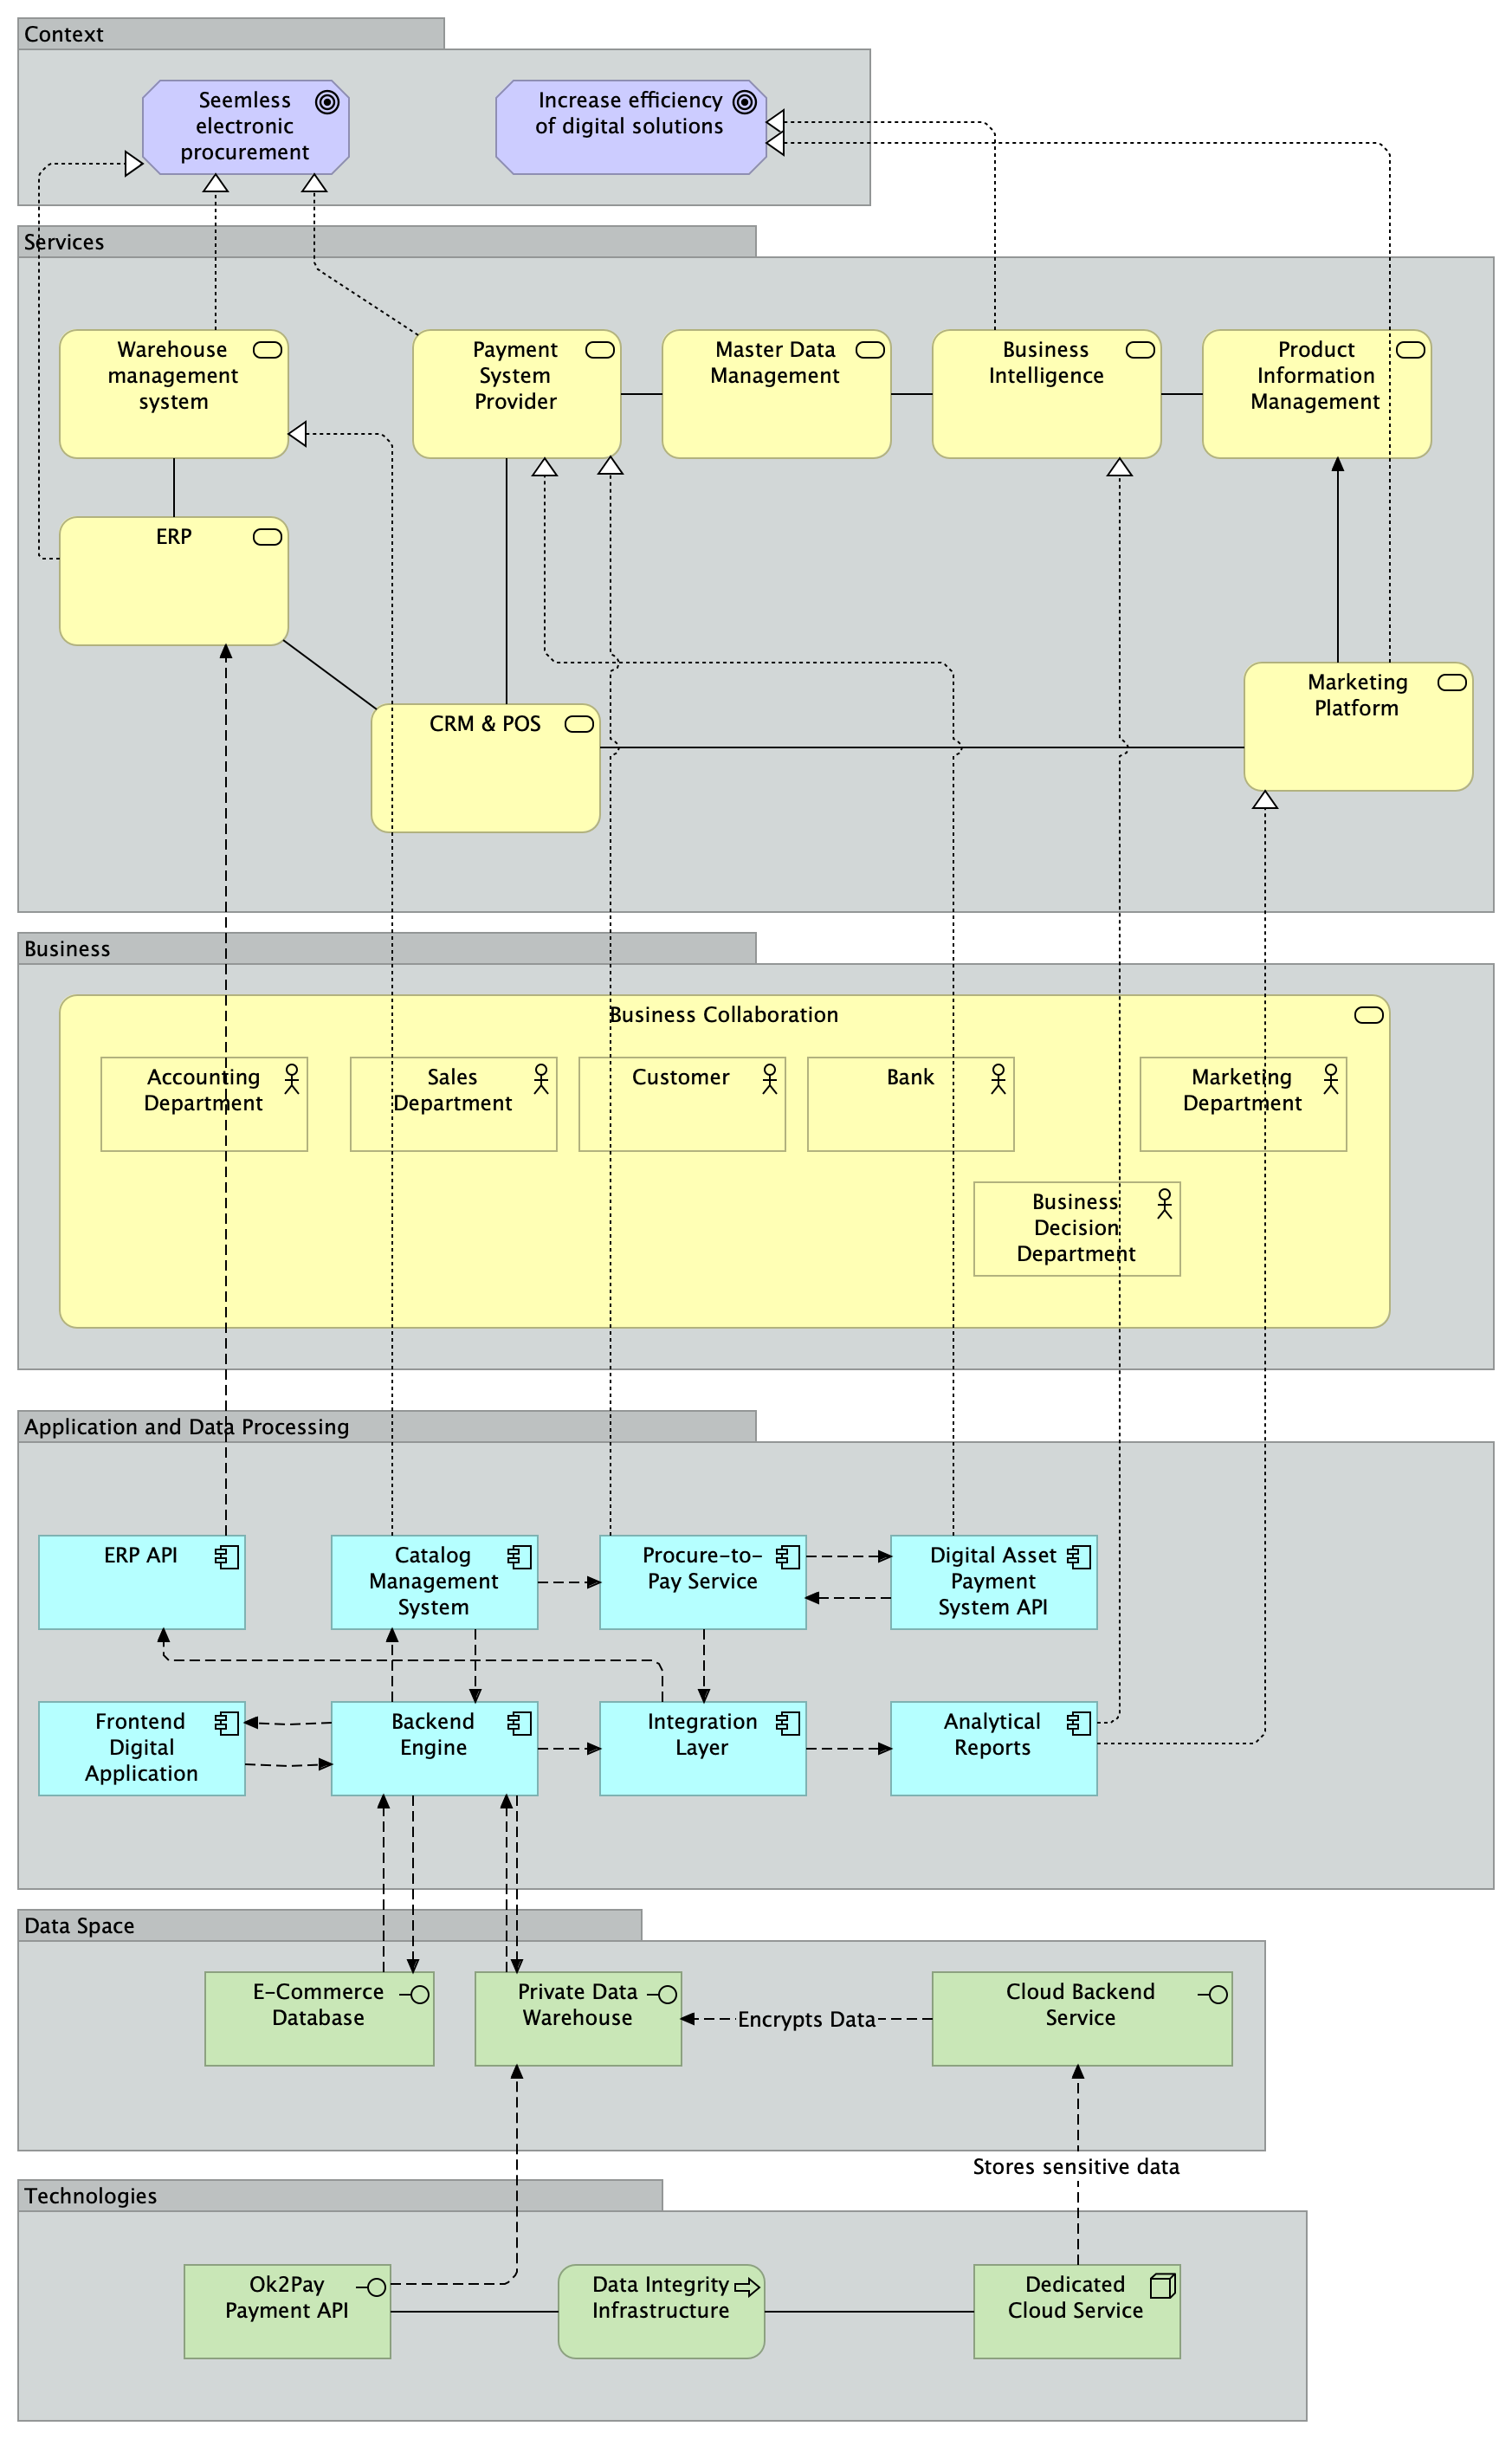 Context
Seemless
electronic
procurement
Increase efficiency
of digital solutions
Services
Warehouse
management
system
Payment
System
Provider
Master Data
Management
Business
Intelligence
Product
Information
Management
ERP
Marketing
Platform
CRM & POS
Business
Business Collaboration
Accounting
Department
Sales
Department
Customer
Bank
Marketing
Department
Business
Decision
Department
Application and Data Processing
ERP API
Catalog
Management
System
Procure-to-
Pay Service
Digital Asset
Payment
System API
Frontend
Digital
Application
Backend
Engine
Integration
Layer
Analytical
Reports
Data Space
E-Commerce
Database
Private Data
Warehouse
Encrypts Data
Cloud Backend
Service
Stores sensitive data
Technologies
Ok2Pay
Payment API
Data Integrity
Infrastructure
Dedicated
Cloud Service